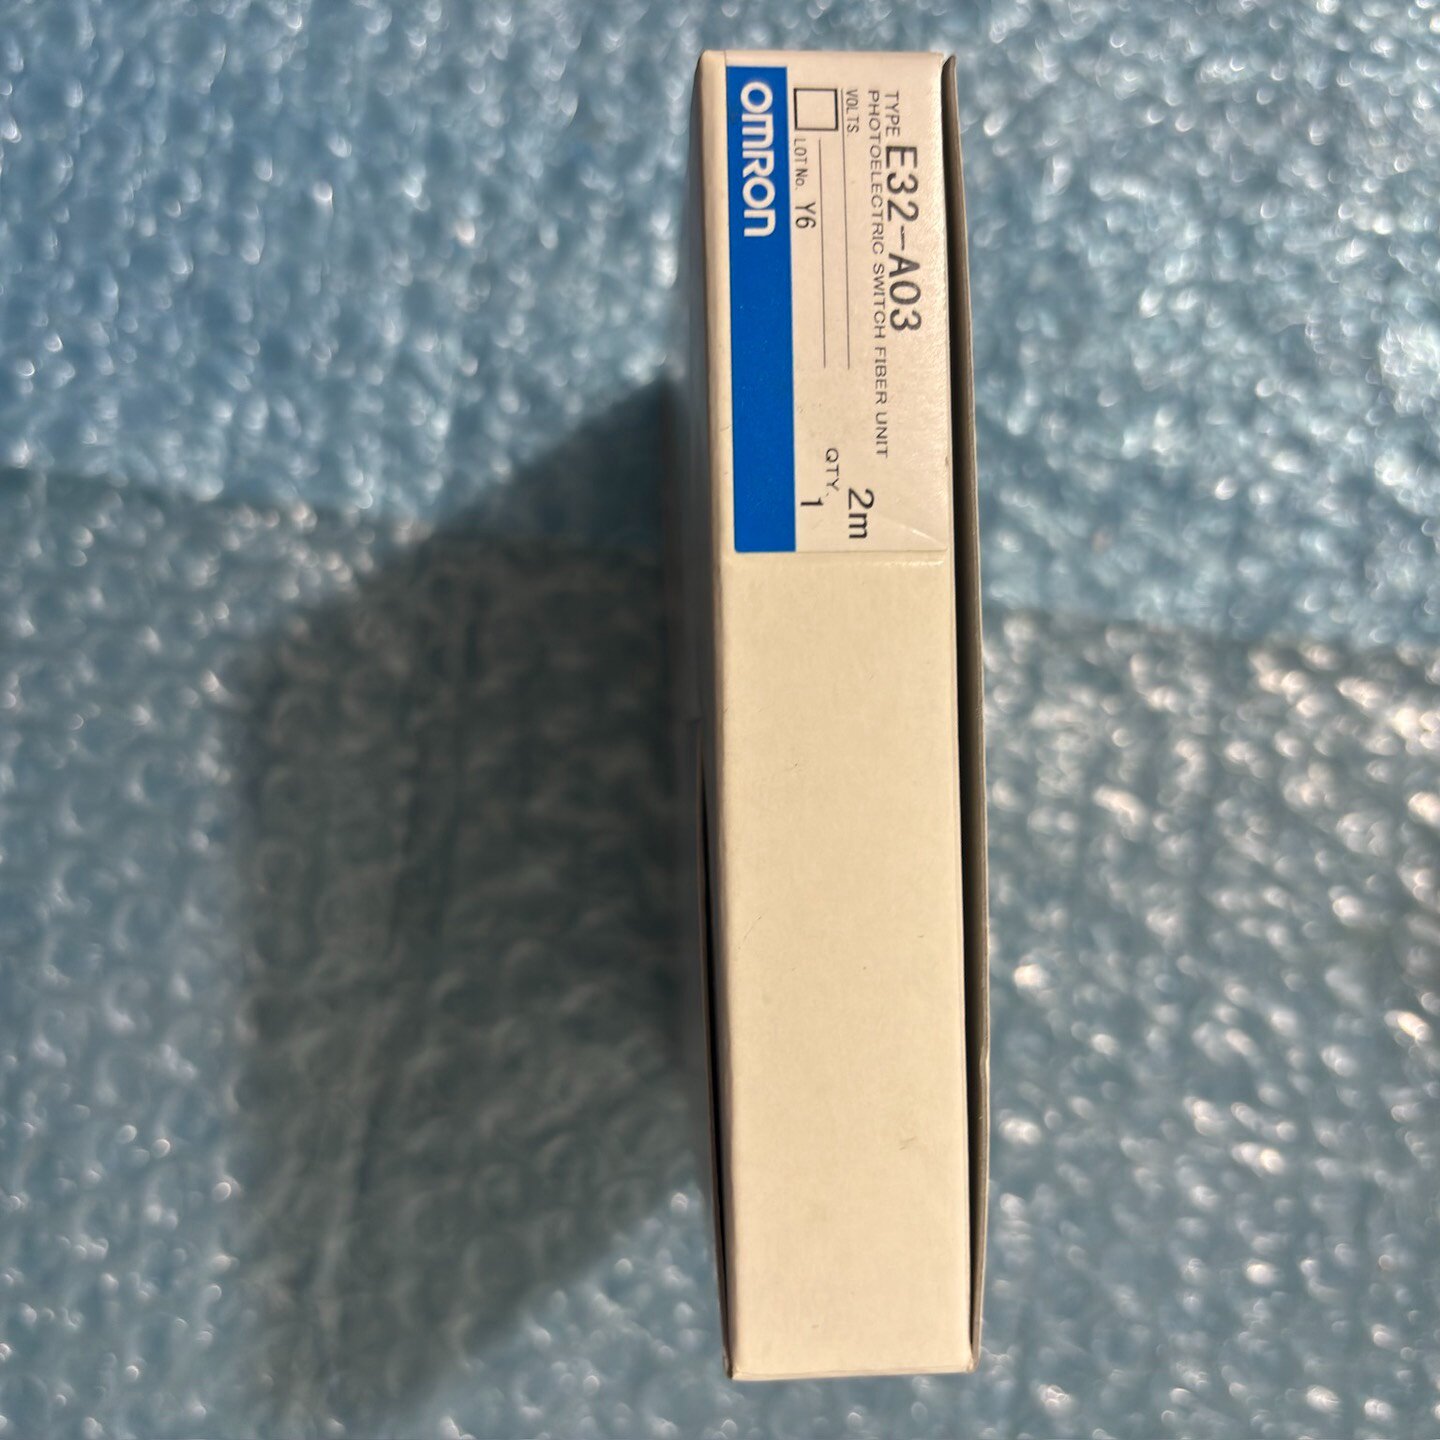 TYPE E32-A03
PHOTOELECTRIC SWITCH FIBER UNIT
VOLTS
2m
QTY. 1
LOT No. Y6
OMRON